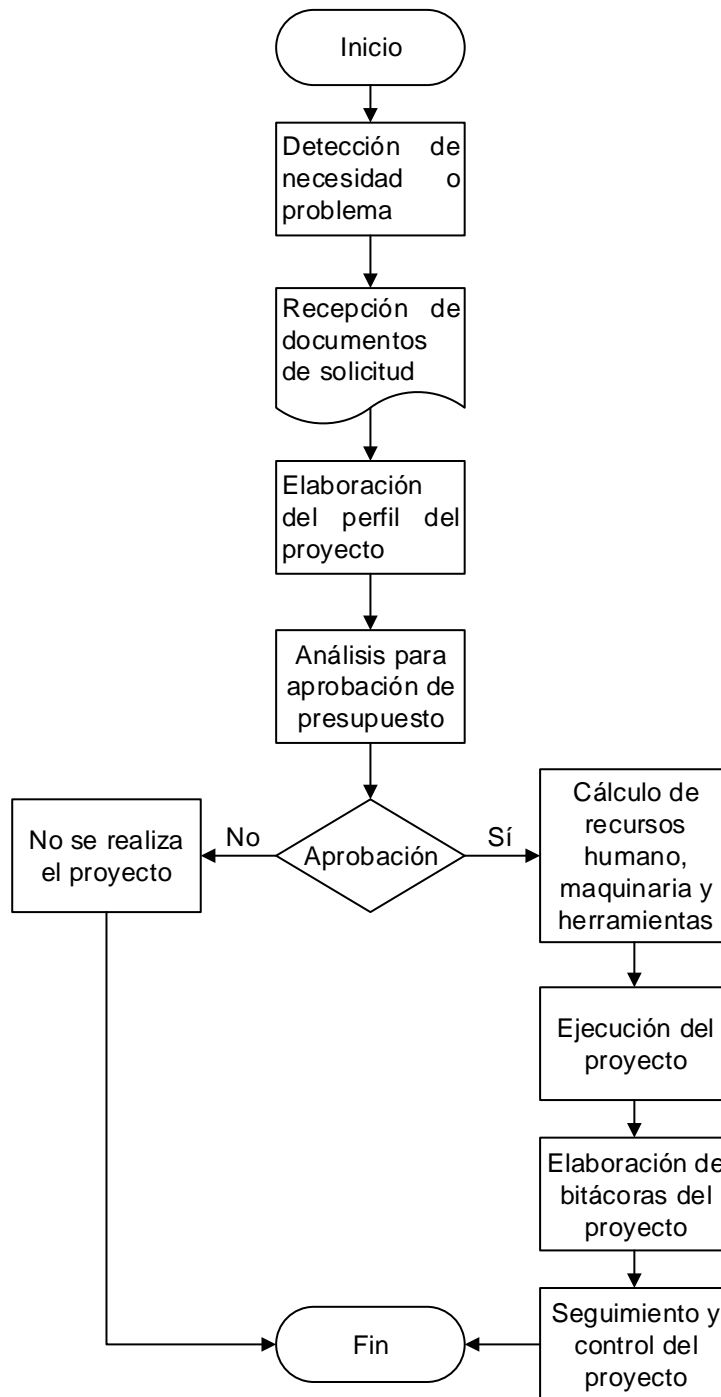 Inicio
Detección de
necesidad o
problema
Recepción de
documentos
de solicitud
Elaboración
del perfil del
proyecto
Análisis para
aprobación de
presupuesto
No se realiza
el proyecto
No
Aprobación
Sí
Cálculo de
recursos
humano,
maquinaria y
herramientas
Ejecución del
proyecto
Elaboración de
bitácoras del
proyecto
Seguimiento y
control del
proyecto
Fin